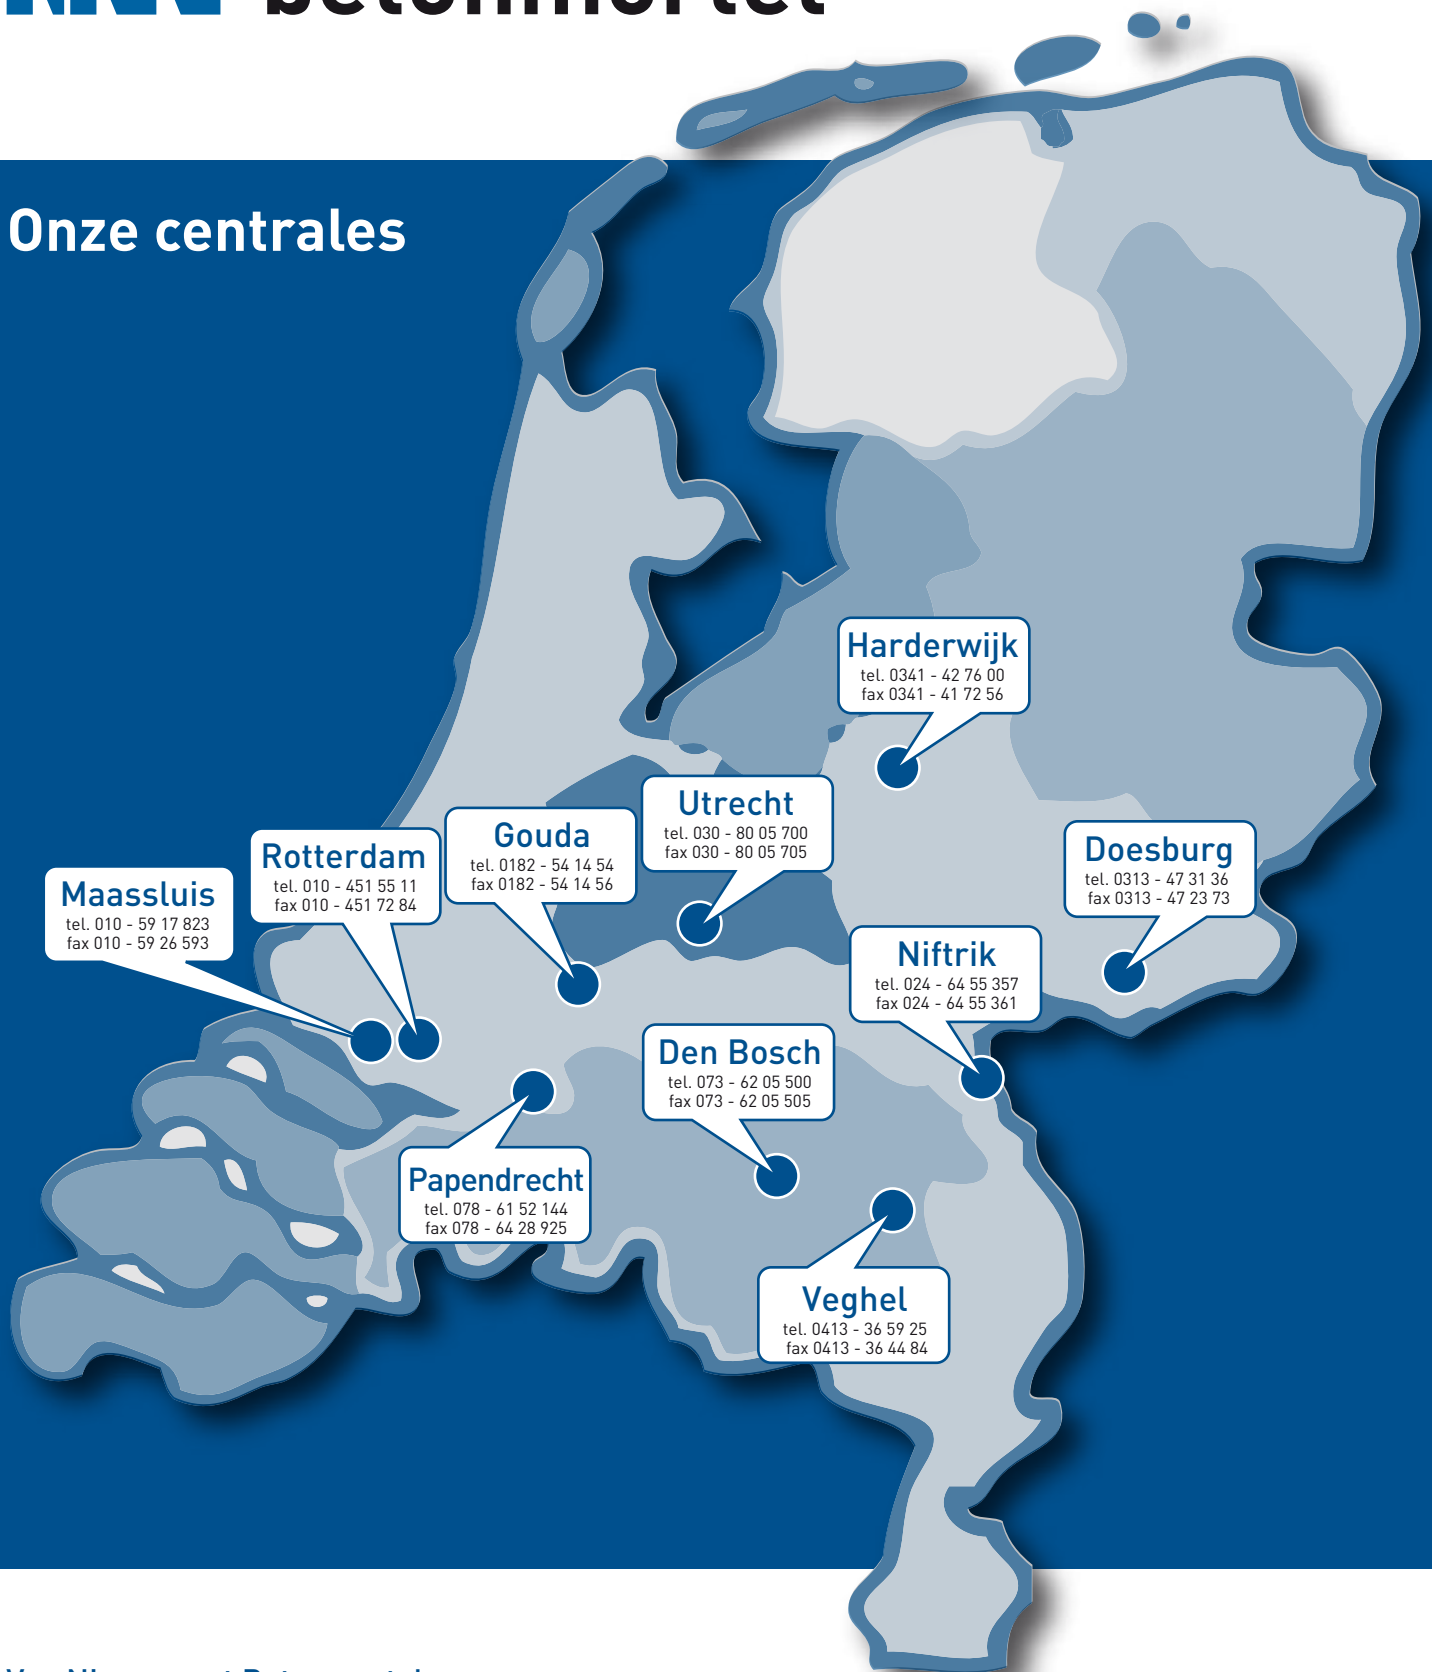 betonmortel
Onze centrales
Harderwijk
tel. 0341 - 42 76 00
fax 0341 - 41 72 56
Utrecht
tel. 030 - 80 05 700
fax 030 - 80 05 705
Gouda
tel. 0182 - 54 14 54
fax 0182 - 54 14 56
Rotterdam
tel. 010 - 451 55 11
fax 010 - 451 72 84
Maassluis
tel. 010 - 59 17 823
fax 010 - 59 26 593
Doesburg
tel. 0313 - 47 31 36
fax 0313 - 47 23 73
Niftrik
tel. 024 - 64 55 357
fax 024 - 64 55 361
Den Bosch
tel. 073 - 62 05 500
fax 073 - 62 05 505
Papendrecht
tel. 078 - 61 52 144
fax 078 - 64 28 925
Veghel
tel. 0413 - 36 59 25
fax 0413 - 36 44 84